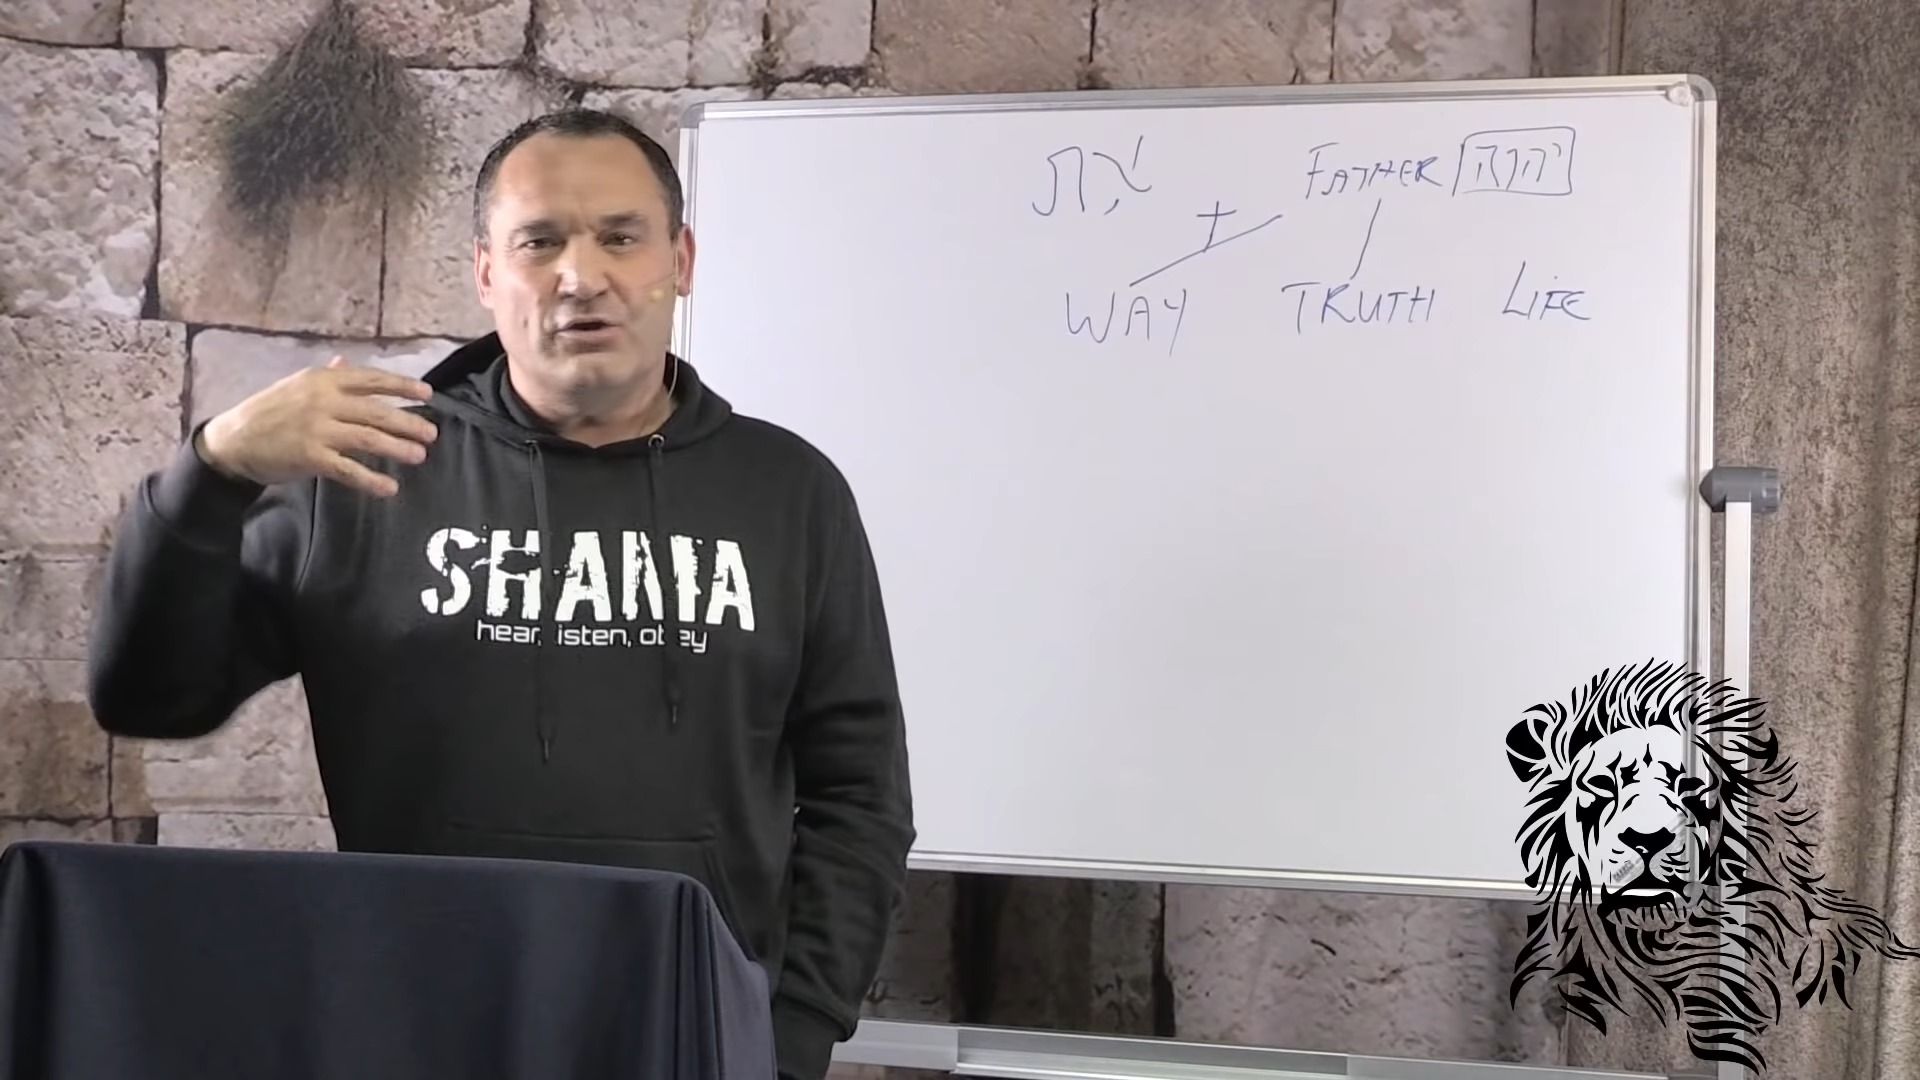 את FATHER יהוה
WAY TRUTH LIFE
SHAMA
hear, listen, obey